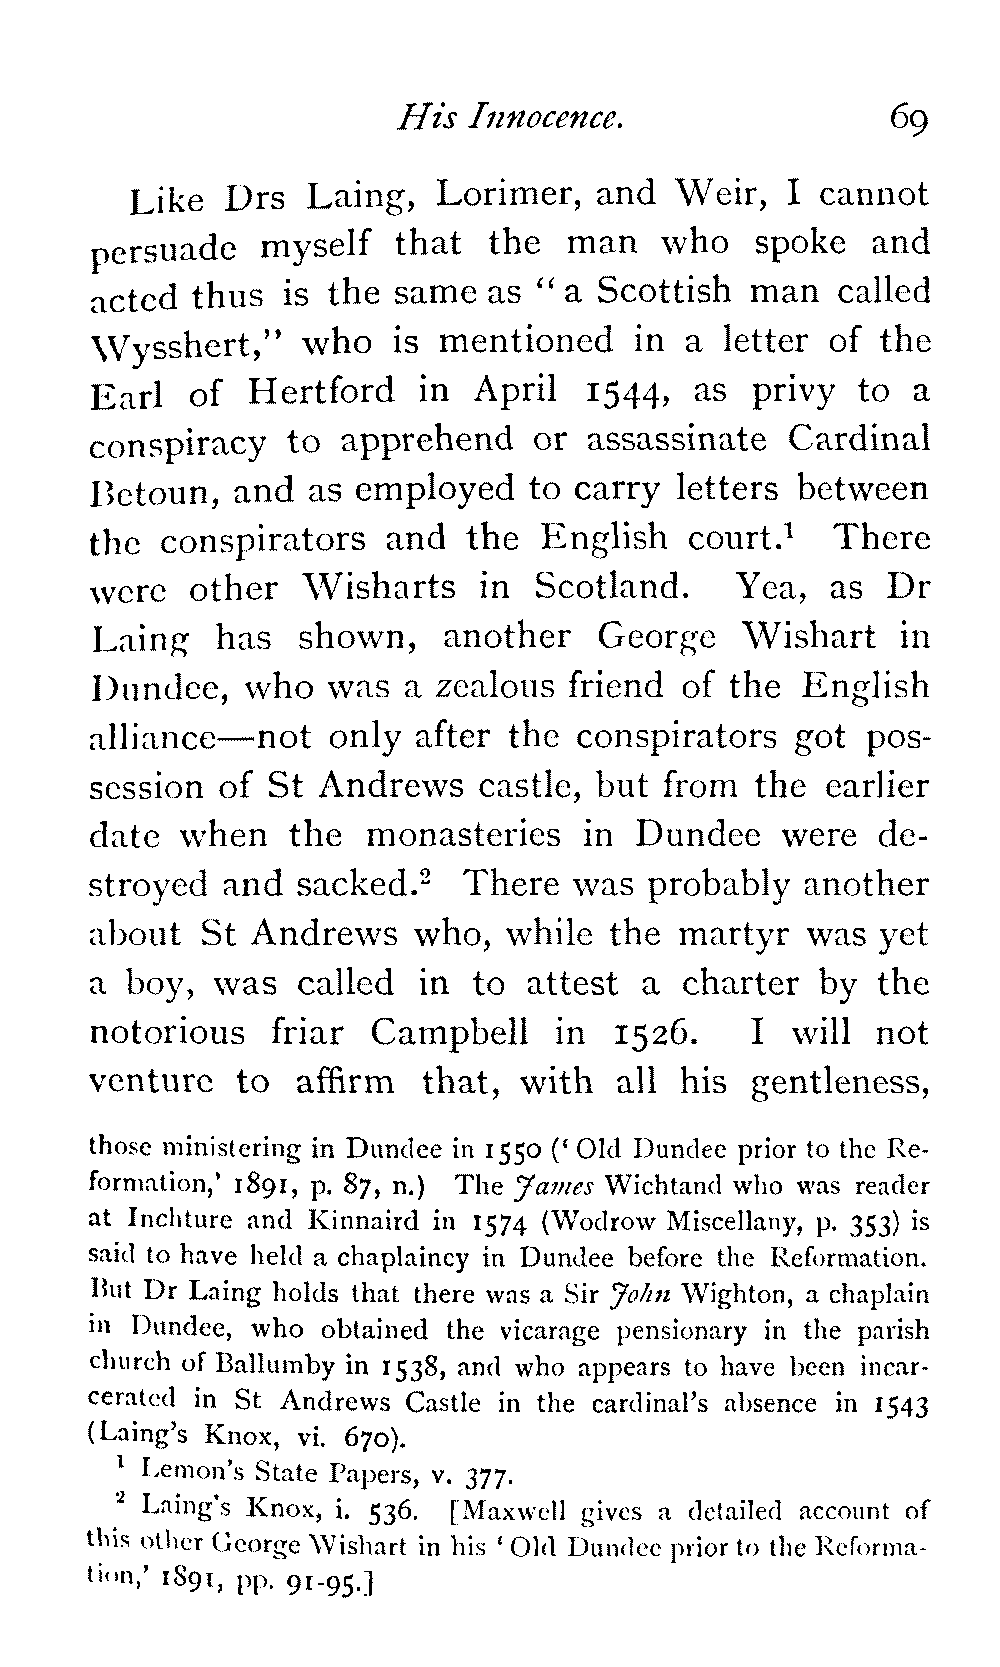 His Innocence. 69
Like Drs Laing, Lorimer, and Weir, I cannot
persuade myself that the man who spoke and
acted thus is the same as “a Scottish man called
Wysshert,” who is mentioned in a letter of the
Earl of Hertford in April 1544, as privy to a
conspiracy to apprehend or assassinate Cardinal
Betoun, and as employed to carry letters between
the conspirators and the English court.¹ There
were other Wisharts in Scotland. Yea, as Dr
Laing has shown, another George Wishart in
Dundee, who was a zealous friend of the English
alliance—not only after the conspirators got pos-
session of St Andrews castle, but from the earlier
date when the monasteries in Dundee were de-
stroyed and sacked.² There was probably another
about St Andrews who, while the martyr was yet
a boy, was called in to attest a charter by the
notorious friar Campbell in 1526. I will not
venture to affirm that, with all his gentleness,
those ministering in Dundee in 1550 (‘Old Dundee prior to the Re-
formation,’ 1891, p. 87, n.) The James Wichtand who was reader
at Inchture and Kinnaird in 1574 (Wodrow Miscellany, p. 353) is
said to have held a chaplaincy in Dundee before the Reformation.
But Dr Laing holds that there was a Sir John Wighton, a chaplain
in Dundee, who obtained the vicarage pensionary in the parish
church of Ballumby in 1538, and who appears to have been incar-
cerated in St Andrews Castle in the cardinal’s absence in 1543
(Laing’s Knox, vi. 670).
¹ Lemon’s State Papers, v. 377.
² Laing’s Knox, i. 536. [Maxwell gives a detailed account of
this other George Wishart in his ‘Old Dundee prior to the Reforma-
tion,’ 1891, pp. 91-95.]